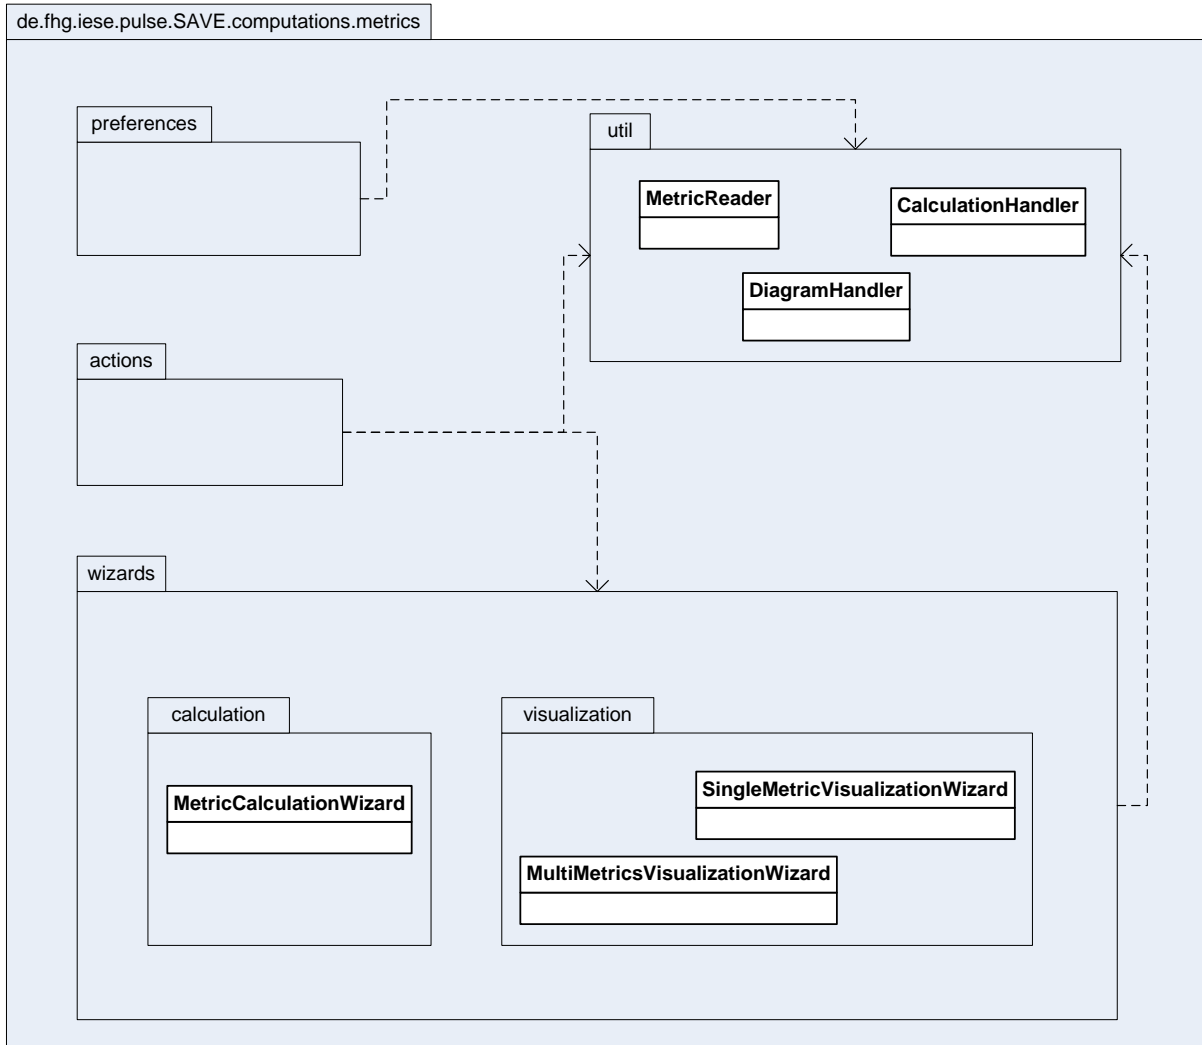 de.fhg.iese.pulse.SAVE.computations.metrics
preferences
util
MetricReader
CalculationHandler
DiagramHandler
actions
wizards
calculation
visualization
MetricCalculationWizard
SingleMetricVisualizationWizard
MultiMetricsVisualizationWizard